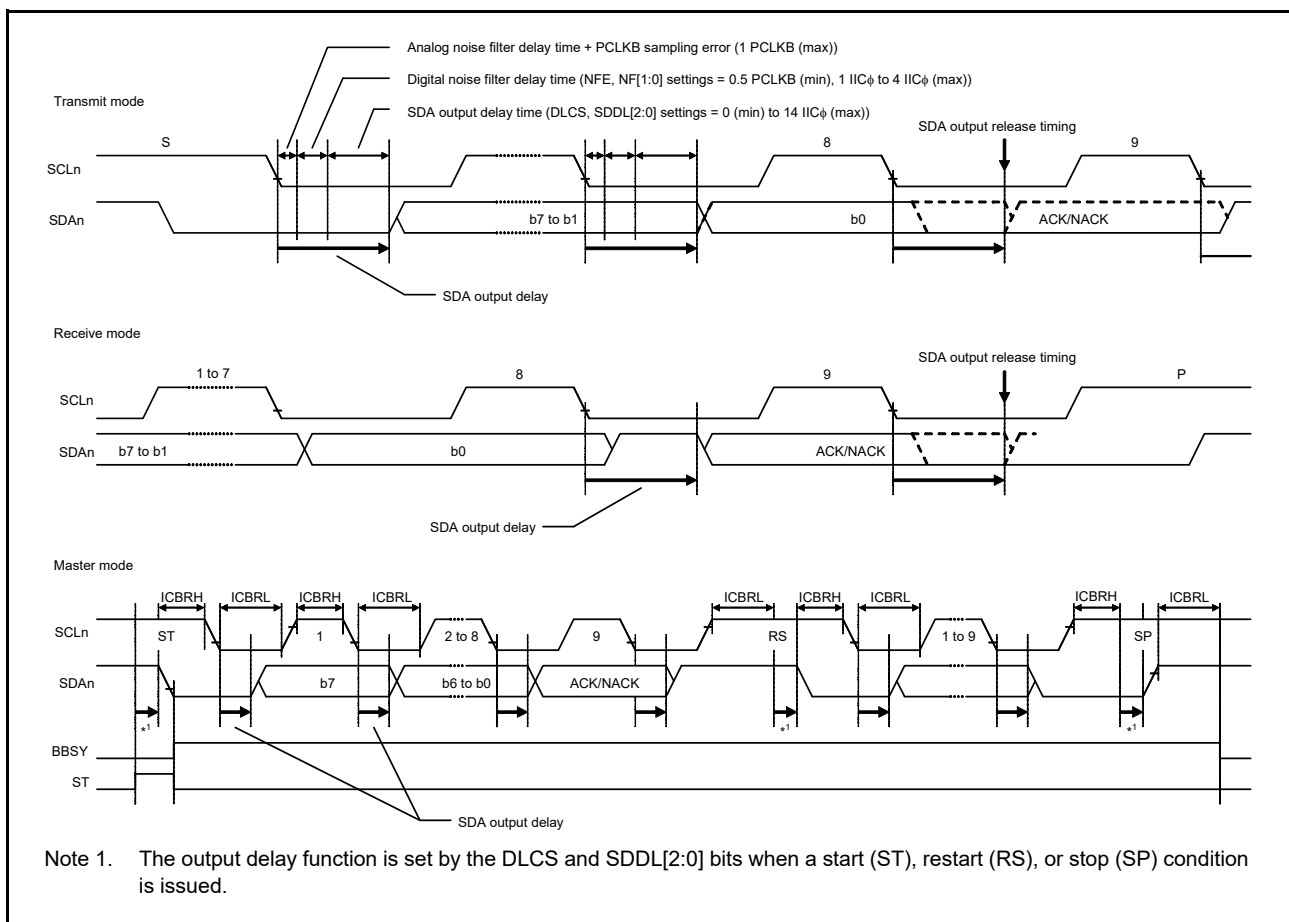 Analog noise filter delay time + PCLKB sampling error (1 PCLKB (max))
Digital noise filter delay time (NFE, NF[1:0] settings = 0.5 PCLKB (min), 1 IICϕ to 4 IICϕ (max))
Transmit mode
SDA output delay time (DLCS, SDDL[2:0] settings = 0 (min) to 14 IICϕ (max))
SDA output release timing
S 8 9
SCLn
SDAn b7 to b1 b0 ACK/NACK
SDA output delay
Receive mode
SDA output release timing
1 to 7 8 9 P
SCLn
SDAn b7 to b1 b0 ACK/NACK
SDA output delay
Master mode
ICBRH ICBRL ICBRH ICBRL ICBRL ICBRH ICBRL ICBRH ICBRL
SCLn ST 1 2 to 8 9 RS 1 to 9 SP
SDAn b7 b6 to b0 ACK/NACK
*1 *1 *1
BBSY
ST
SDA output delay
Note 1. The output delay function is set by the DLCS and SDDL[2:0] bits when a start (ST), restart (RS), or stop (SP) condition
is issued.